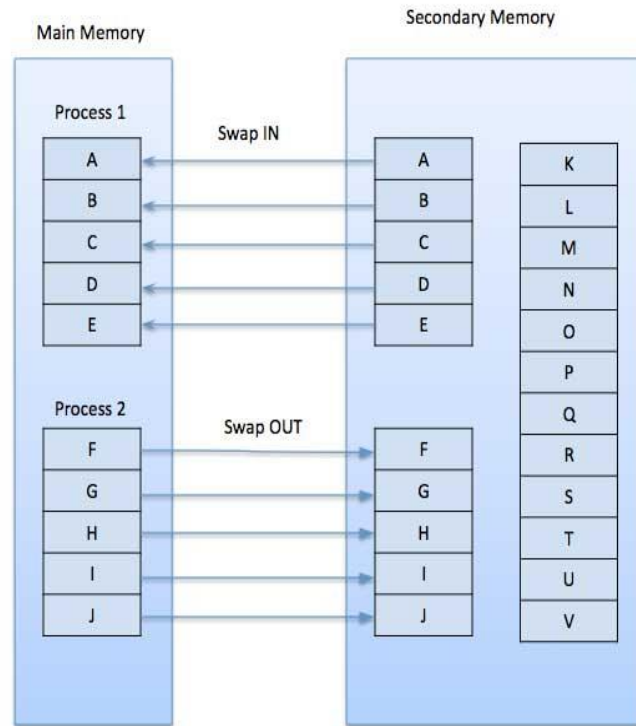 Main Memory
Secondary Memory
Process 1
Swap IN
A
B
C
D
E
A
B
C
D
E
Process 2
Swap OUT
F
G
H
I
J
F
G
H
I
J
K
L
M
N
O
P
Q
R
S
T
U
V